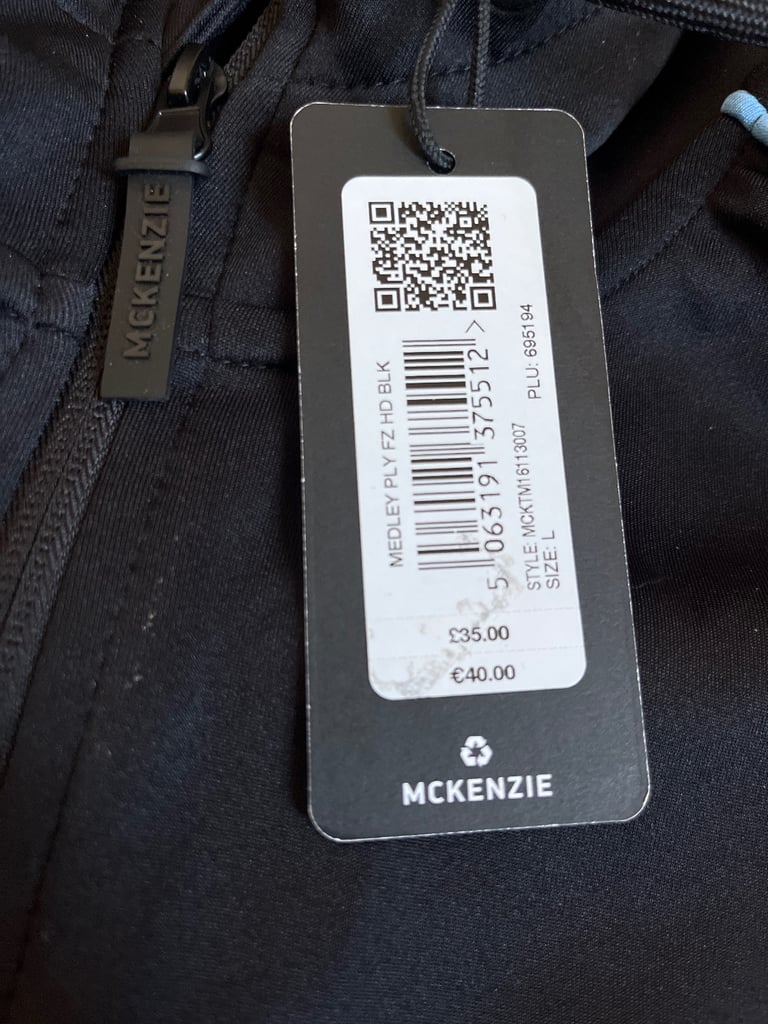 MCKENZIE
MEDLEY PLY FZ HD BLK
5 063191 375512 >
STYLE: MCKTM16113007
PLU: 695194
SIZE: L
£35.00
€40.00
MCKENZIE